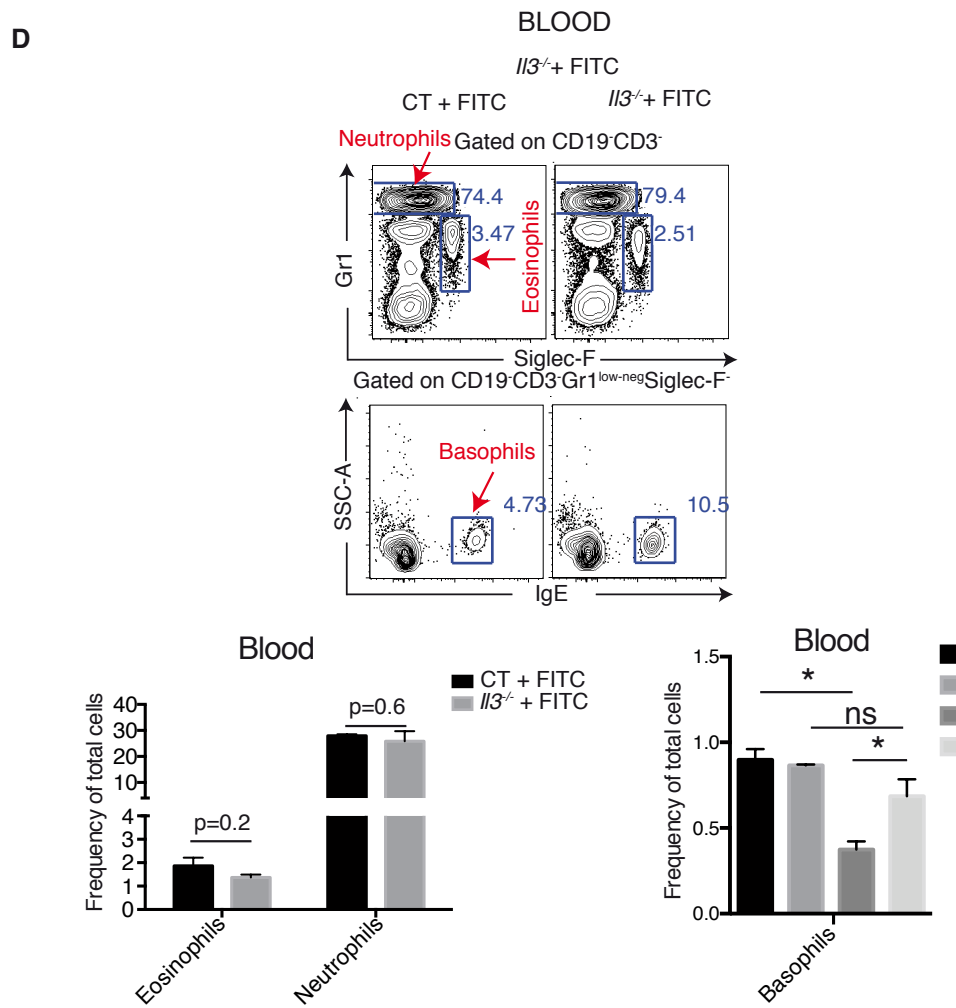 D
BLOOD
Il3-/-+ FITC
CT + FITC
Il3-/-+ FITC
Neutrophils
Gated on CD19-CD3-
74.4
3.47
79.4
2.51
Eosinophils
Gr1
Siglec-F
Gated on CD19-CD3-Gr1low-negSiglec-F-
Basophils
4.73
10.5
SSC-A
IgE
Blood
CT + FITC
Il3-/- + FITC
Frequency of total cells
40
30
20
10
4
3
2
1
0
p=0.2
p=0.6
Eosinophils
Neutrophils
Blood
Frequency of total cells
1.5
1.0
0.5
0.0
*
ns
*
Basophils